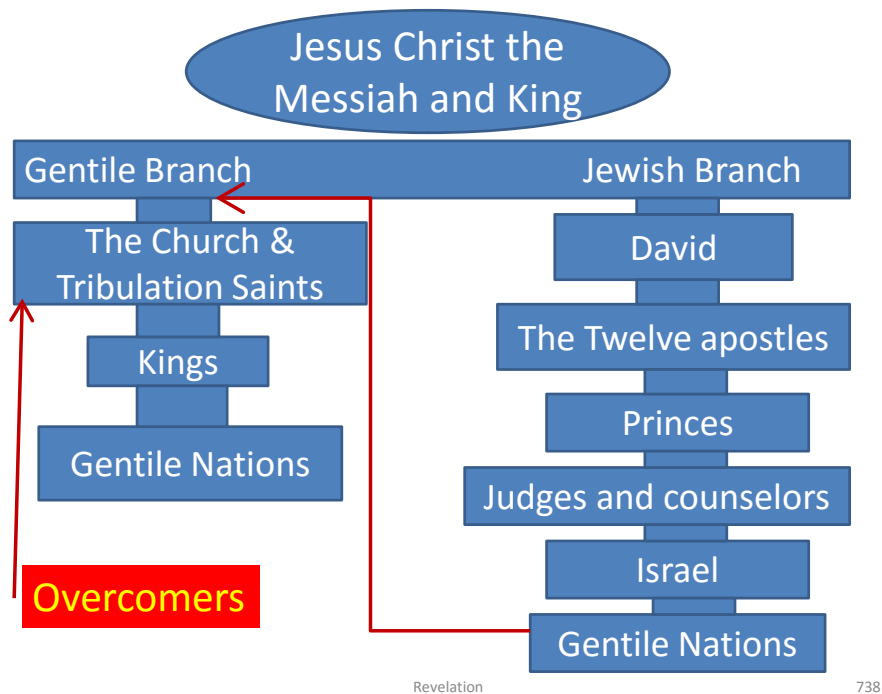 Jesus Christ the
Messiah and King
Gentile Branch
Jewish Branch
The Church &
Tribulation Saints
Kings
Gentile Nations
Overcomers
David
The Twelve apostles
Princes
Judges and counselors
Israel
Gentile Nations
Revelation
738